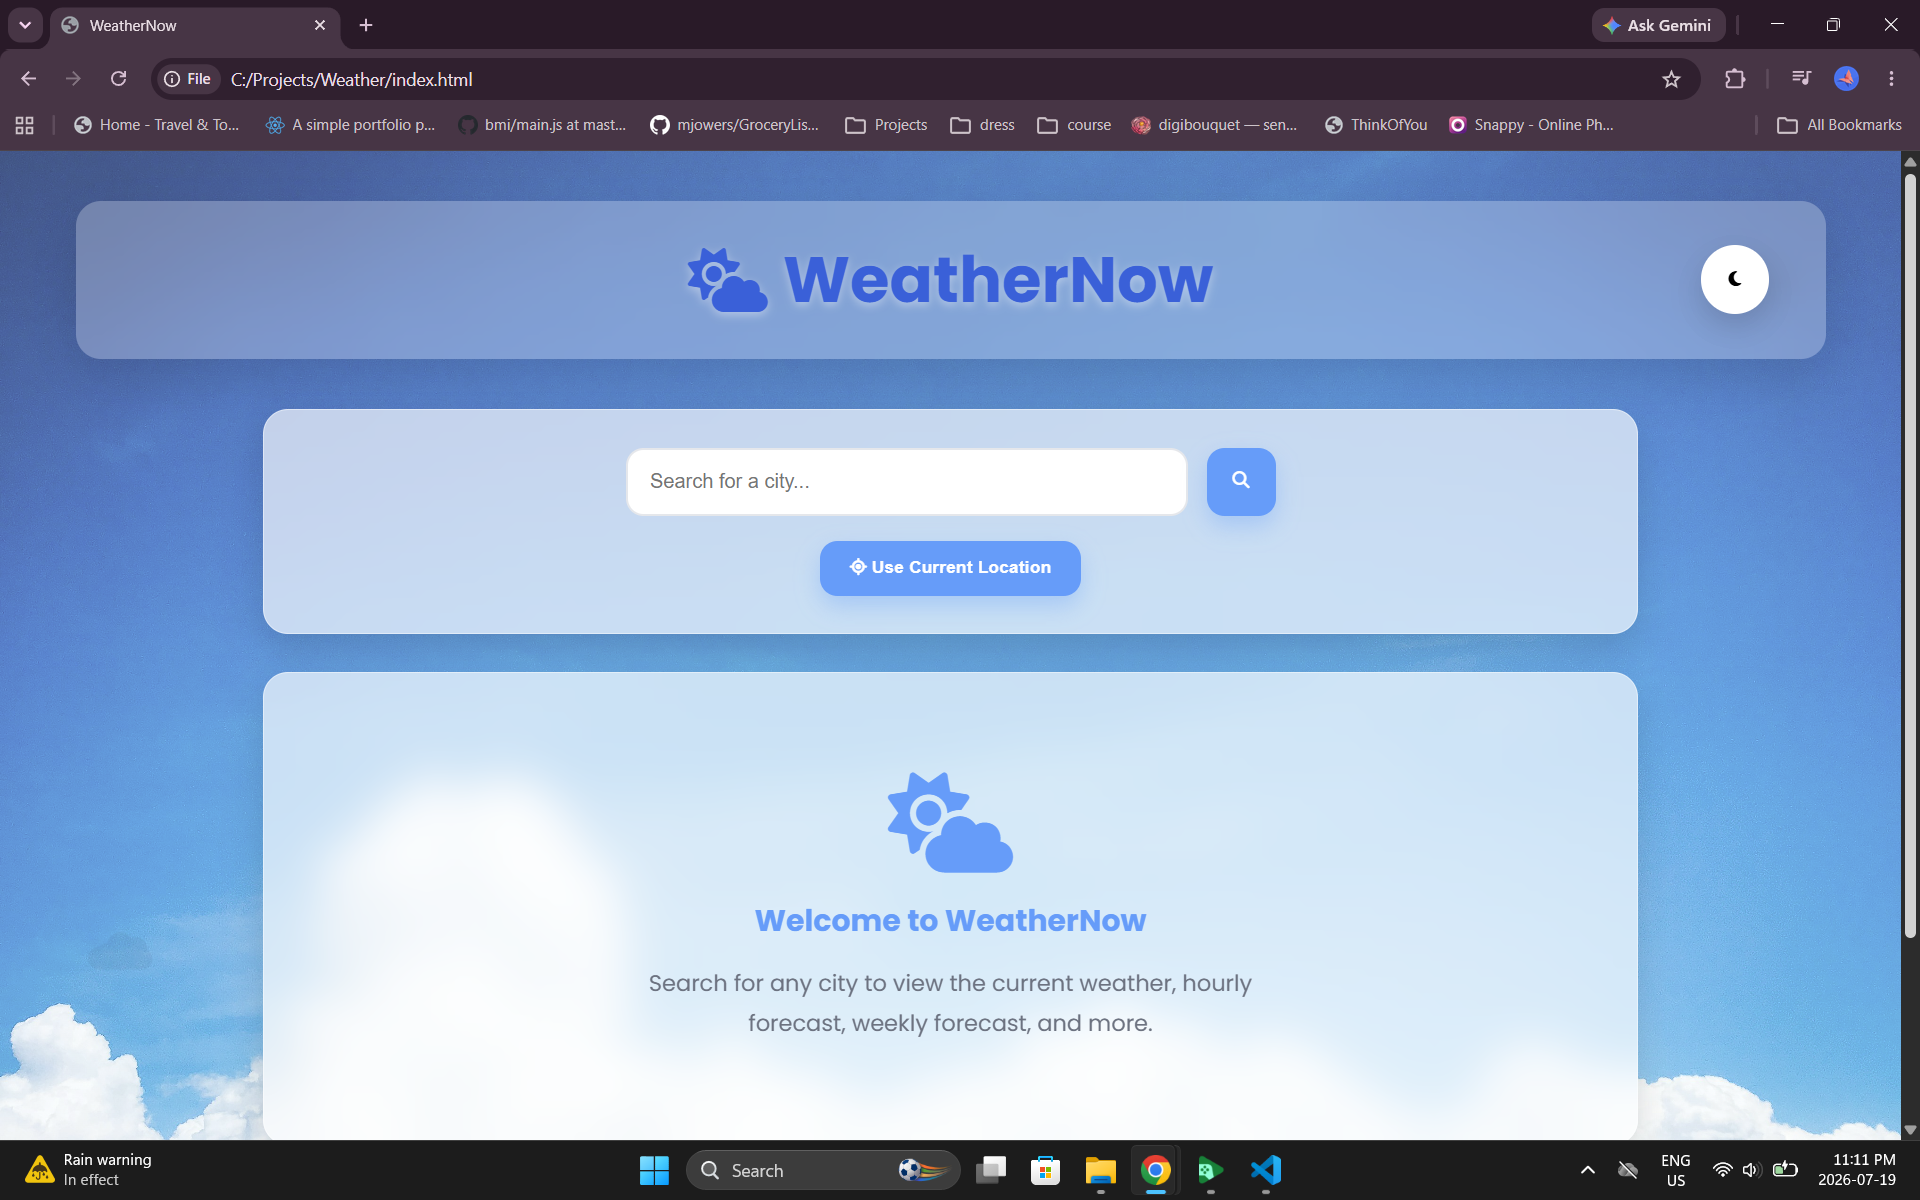 WeatherNow
Ask Gemini
File
C:/Projects/Weather/index.html
Home - Travel & To...
A simple portfolio p...
bmi/main.js at mast...
mjowers/GroceryLis...
Projects
dress
course
digibouquet — sen...
ThinkOfYou
Snappy - Online Ph...
All Bookmarks
WeatherNow
Search for a city...
Use Current Location
Welcome to WeatherNow
Search for any city to view the current weather, hourly
forecast, weekly forecast, and more.
Rain warning
In effect
Search
ENG
US
11:11 PM
2026-07-19